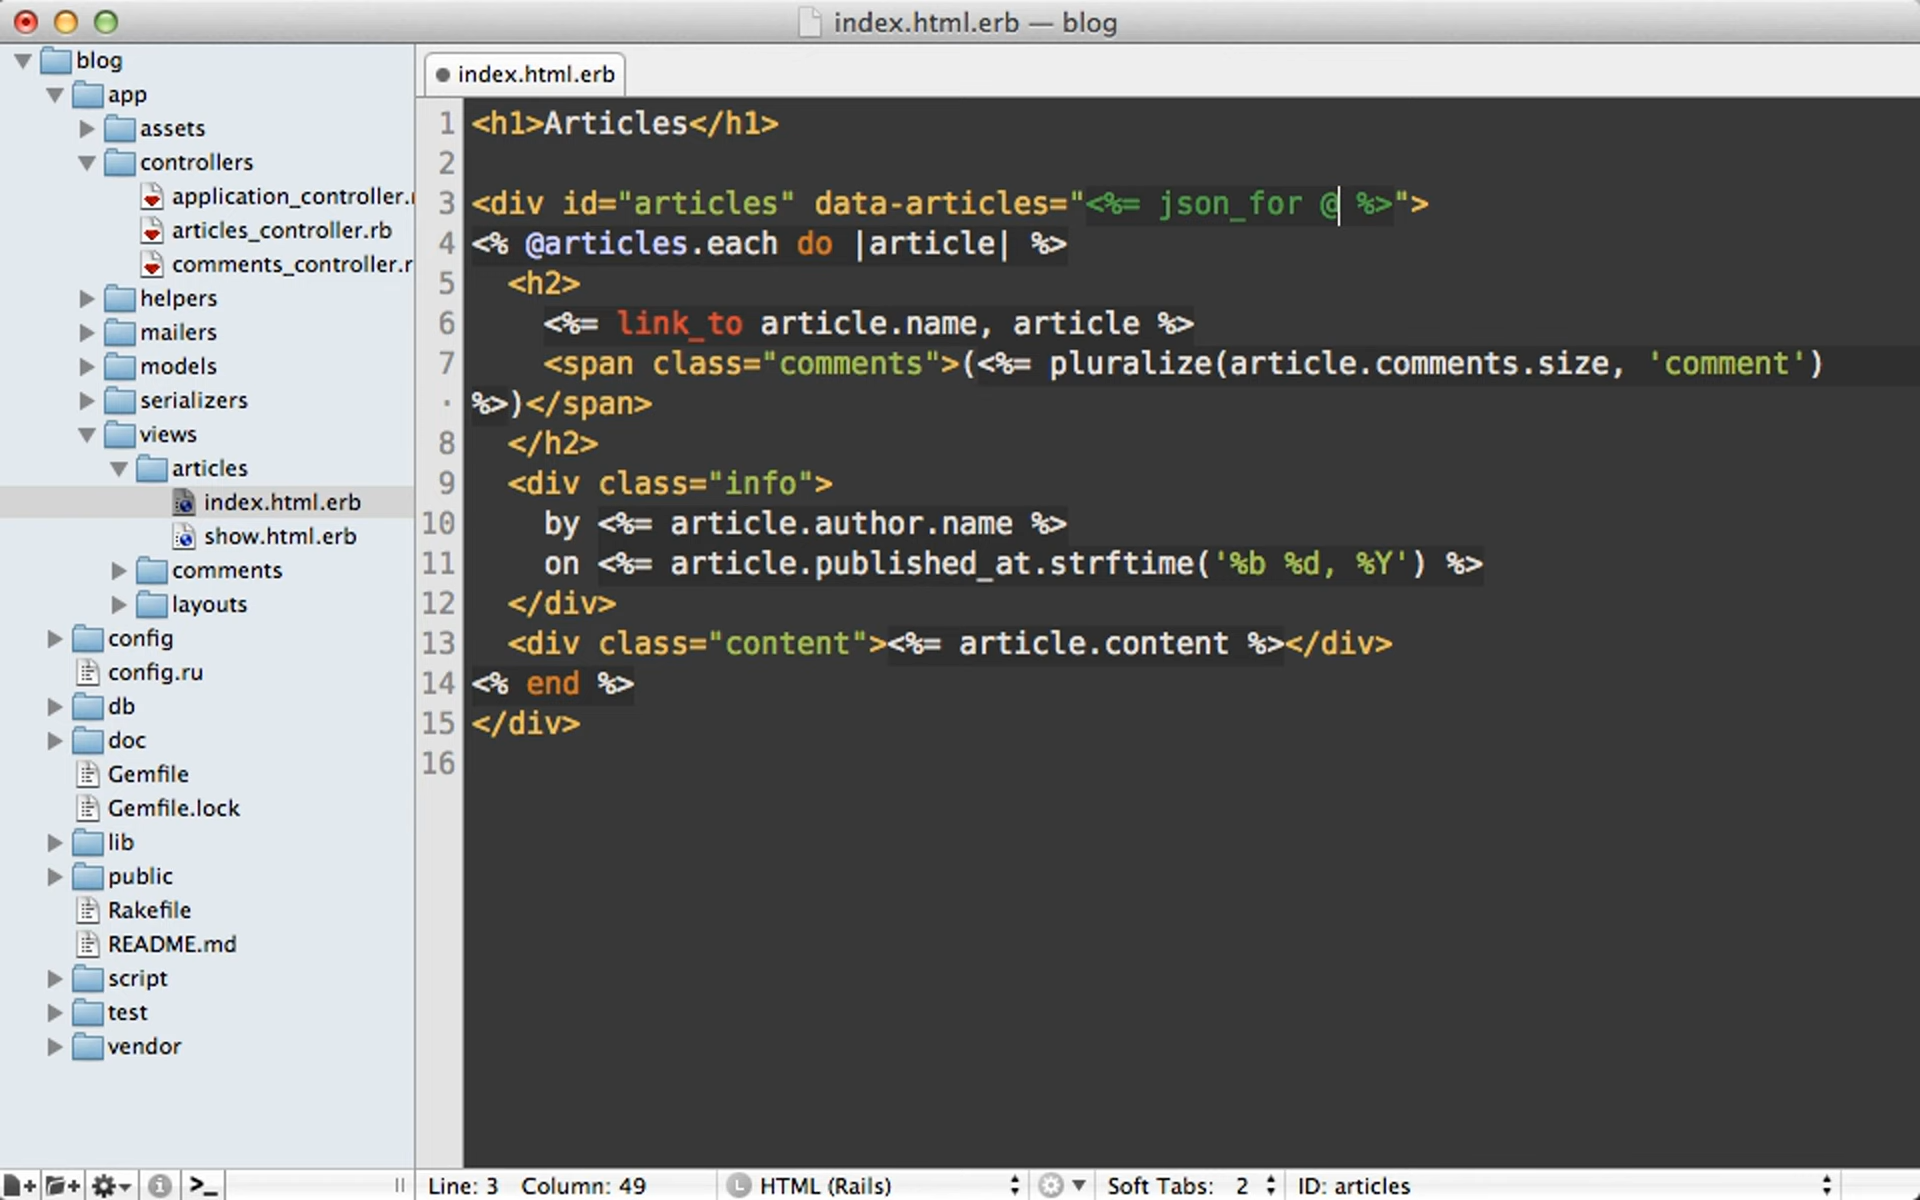 index.html.erb — blog
blog
app
assets
controllers
application_controller.r
articles_controller.rb
comments_controller.r
helpers
mailers
models
serializers
views
articles
index.html.erb
show.html.erb
comments
layouts
config
config.ru
db
doc
Gemfile
Gemfile.lock
lib
public
Rakefile
README.md
script
test
vendor
index.html.erb
1 <h1>Articles</h1>
2
3 <div id="articles" data-articles="<%= json_for @ %>">
4 <% @articles.each do |article| %>
5   <h2>
6     <%= link_to article.name, article %>
7     <span class="comments">(<%= pluralize(article.comments.size, 'comment')
· %>)</span>
8   </h2>
9   <div class="info">
10     by <%= article.author.name %>
11     on <%= article.published_at.strftime('%b %d, %Y') %>
12   </div>
13   <div class="content"><%= article.content %></div>
14 <% end %>
15 </div>
16
Line: 3 Column: 49 L HTML (Rails) Soft Tabs: 2 ID: articles